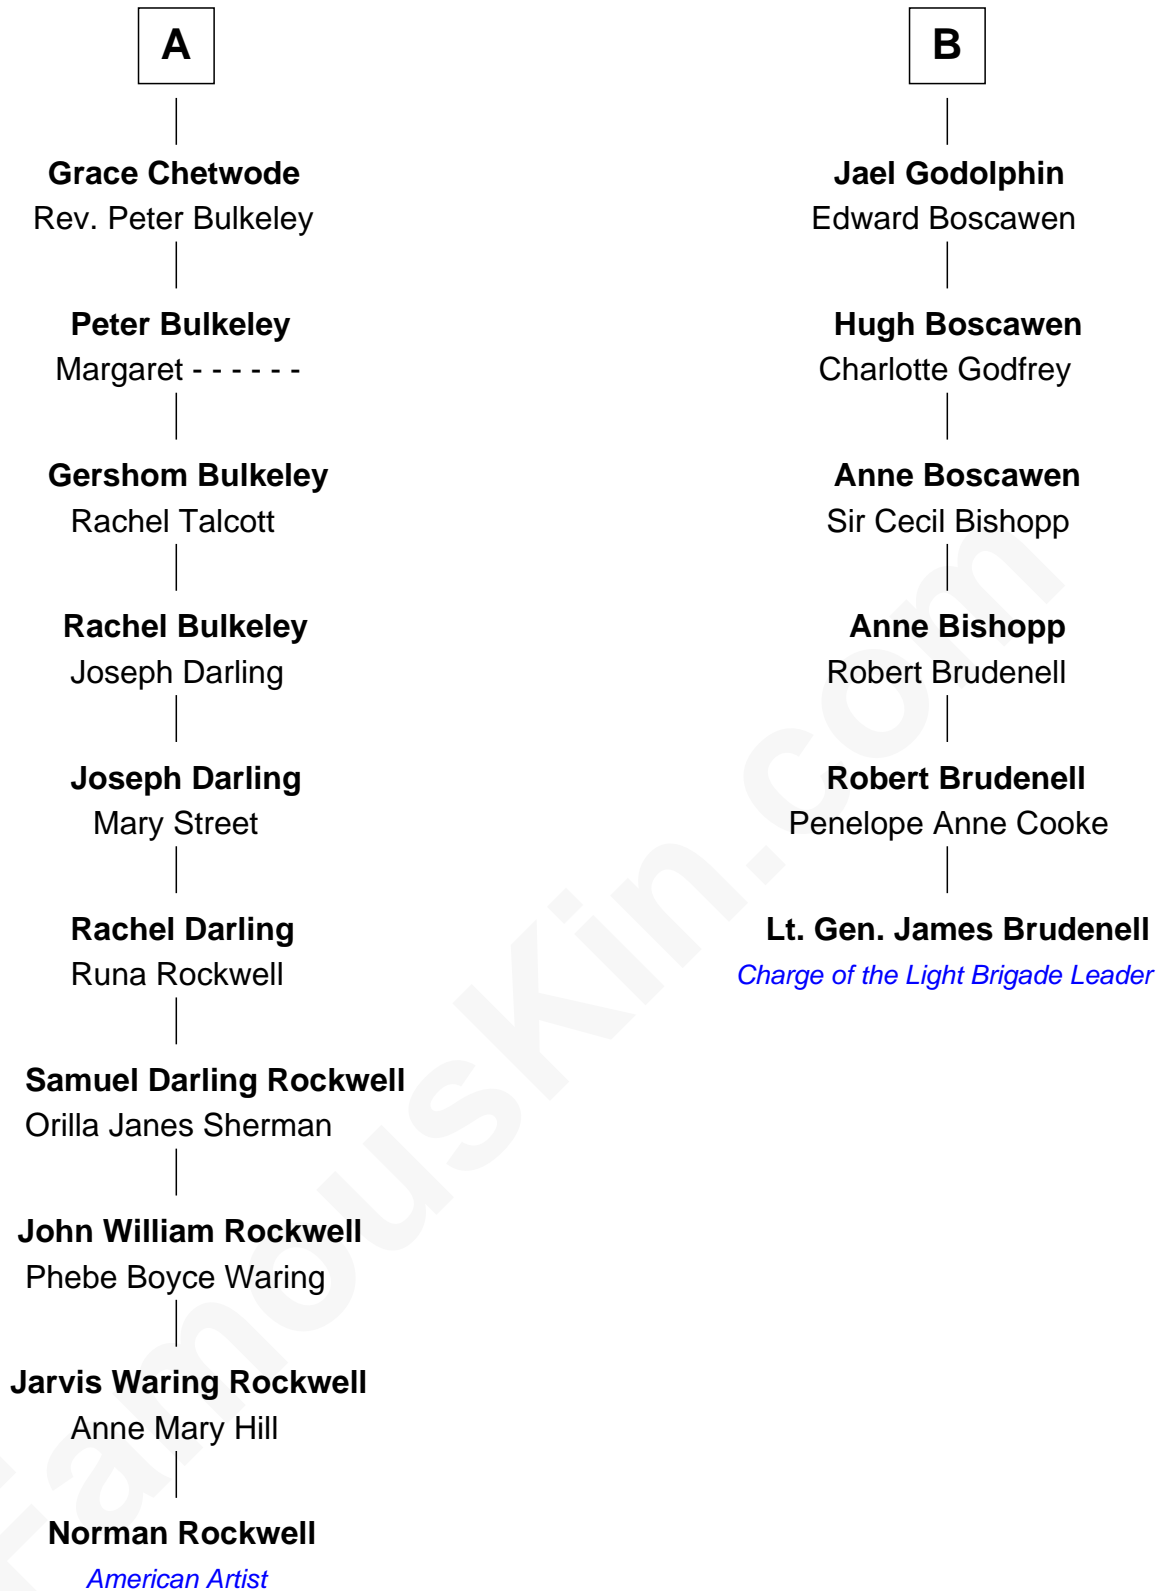 A
Grace Chetwode
Rev. Peter Bulkeley
Peter Bulkeley
Margaret - - - - - -
Gershom Bulkeley
Rachel Talcott
Rachel Bulkeley
Joseph Darling
Joseph Darling
Mary Street
Rachel Darling
Runa Rockwell
Samuel Darling Rockwell
Orilla Janes Sherman
John William Rockwell
Phebe Boyce Waring
Jarvis Waring Rockwell
Anne Mary Hill
Norman Rockwell
American Artist
B
Jael Godolphin
Edward Boscawen
Hugh Boscawen
Charlotte Godfrey
Anne Boscawen
Sir Cecil Bishopp
Anne Bishopp
Robert Brudenell
Robert Brudenell
Penelope Anne Cooke
Lt. Gen. James Brudenell
Charge of the Light Brigade Leader
FamousKin.com